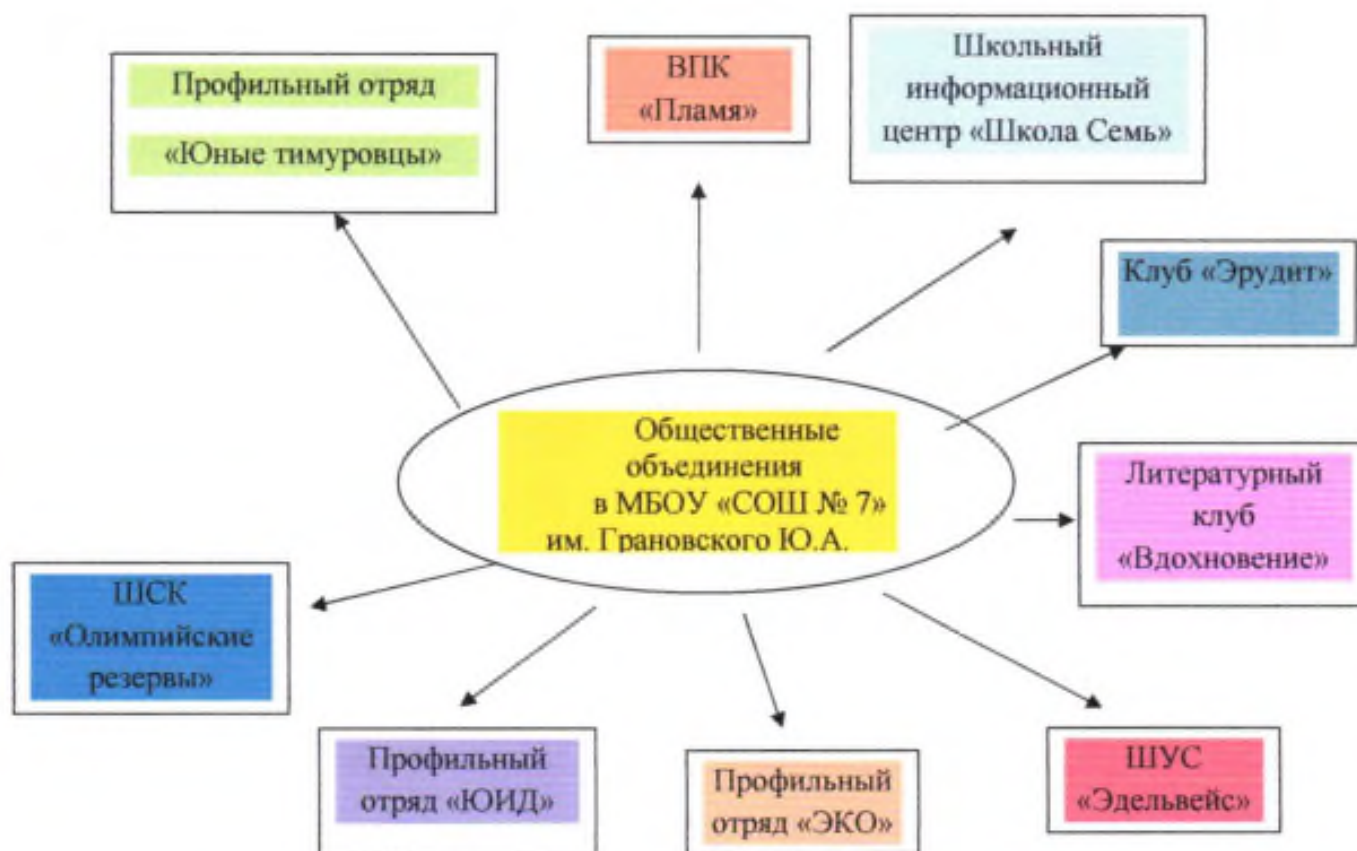 Профильный отряд
«Юные тимуровцы»
ВПК
«Пламя»
Школьный
информационный
центр «Школа Семь»
Клуб «Эрудит»
Общественные
объединения
в МБОУ «СОШ № 7»
им. Грановского Ю.А.
Литературный
клуб
«Вдохновение»
ШСК
«Олимпийские
резервы»
Профильный
отряд «ЮИД»
Профильный
отряд «ЭКО»
ШУС
«Эдельвейс»